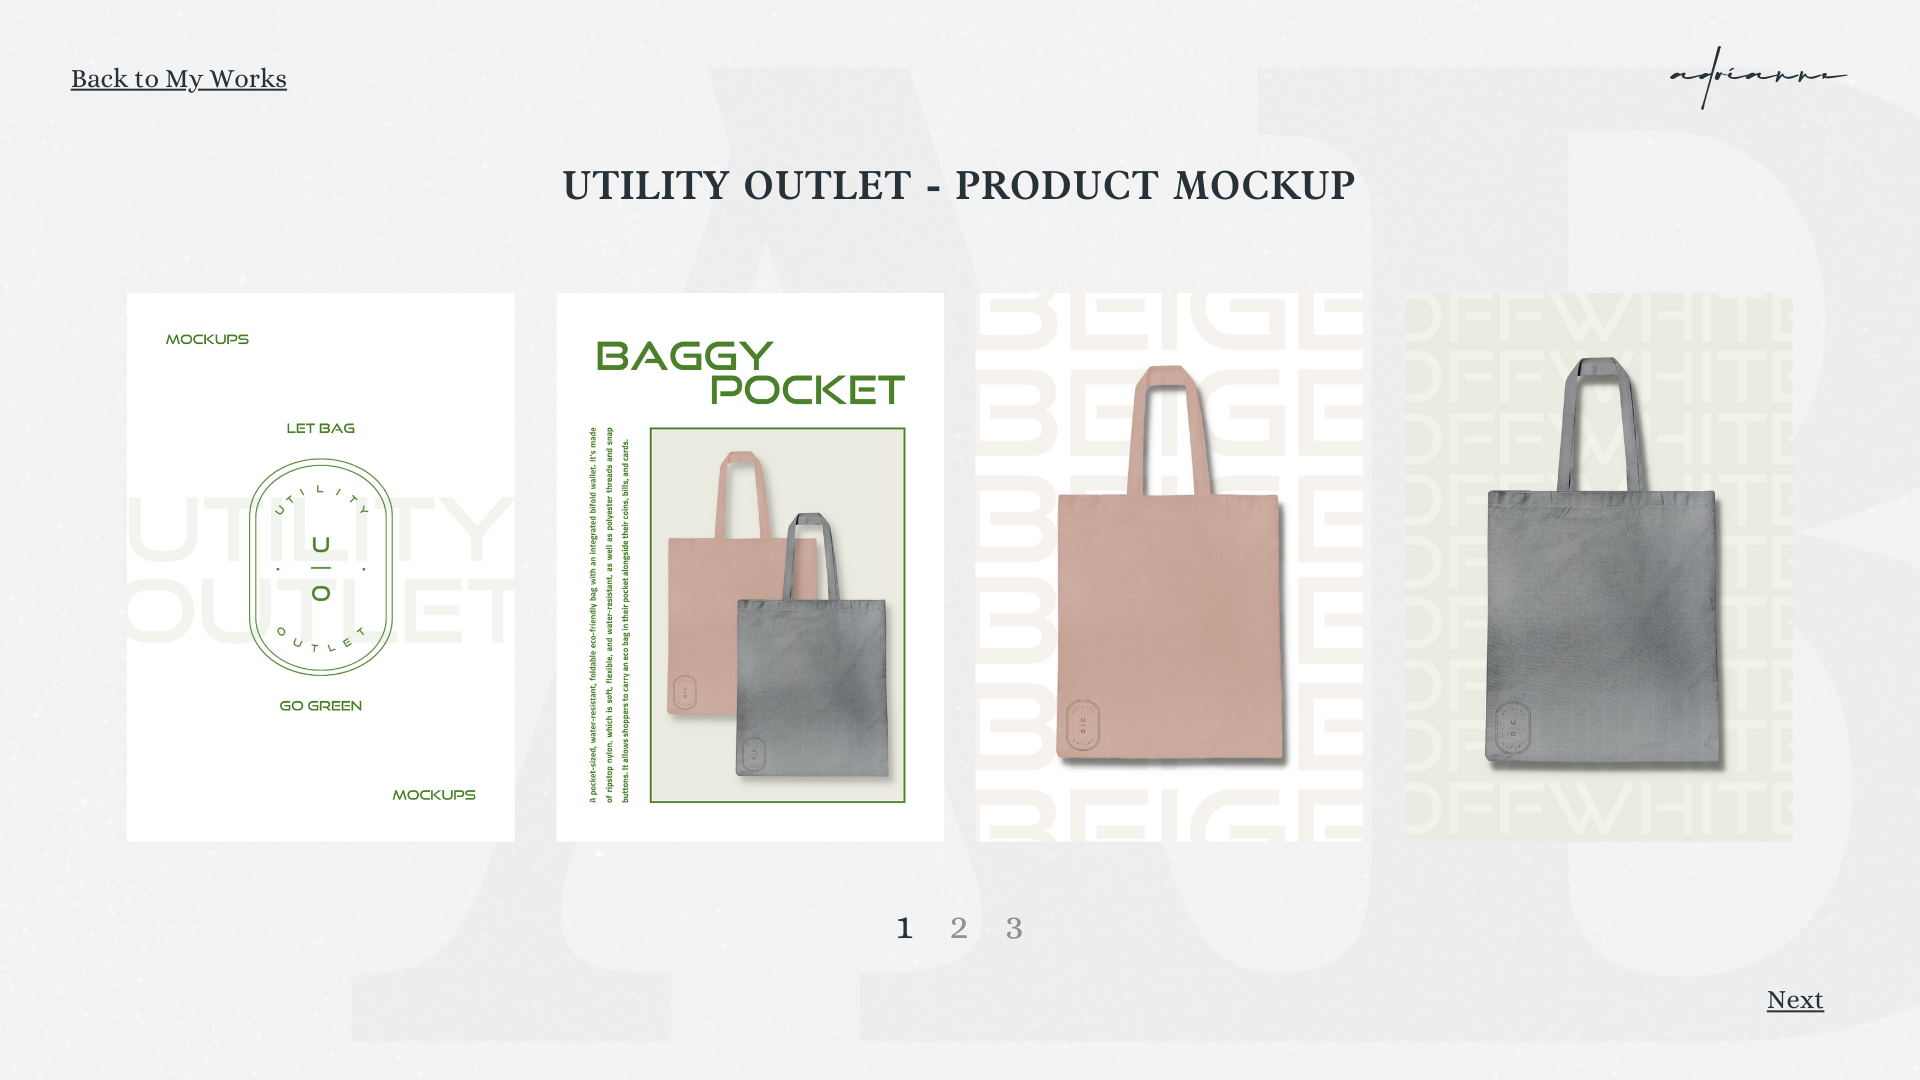 Back to My Works
adrianne
UTILITY OUTLET - PRODUCT MOCKUP
MOCKUPS
LET BAG
UTILITY
OUTLET
UTILITY
U
O
OUTLET
GO GREEN
MOCKUPS
BAGGY
POCKET
A pocket-sized, water-resistant, foldable eco-friendly bag with an integrated bifold wallet. It's made
of ripstop nylon, which is soft, flexible, and water-resistant, as well as polyester threads and snap
buttons. It allows shoppers to carry an eco bag in their pocket alongside their coins, bills, and cards.
BEIGE
BEIGE
BEIGE
BEIGE
BEIGE
OFFWHITE
OFFWHITE
OFFWHITE
OFFWHITE
OFFWHITE
OFFWHITE
OFFWHITE
OFFWHITE
1 2 3
Next